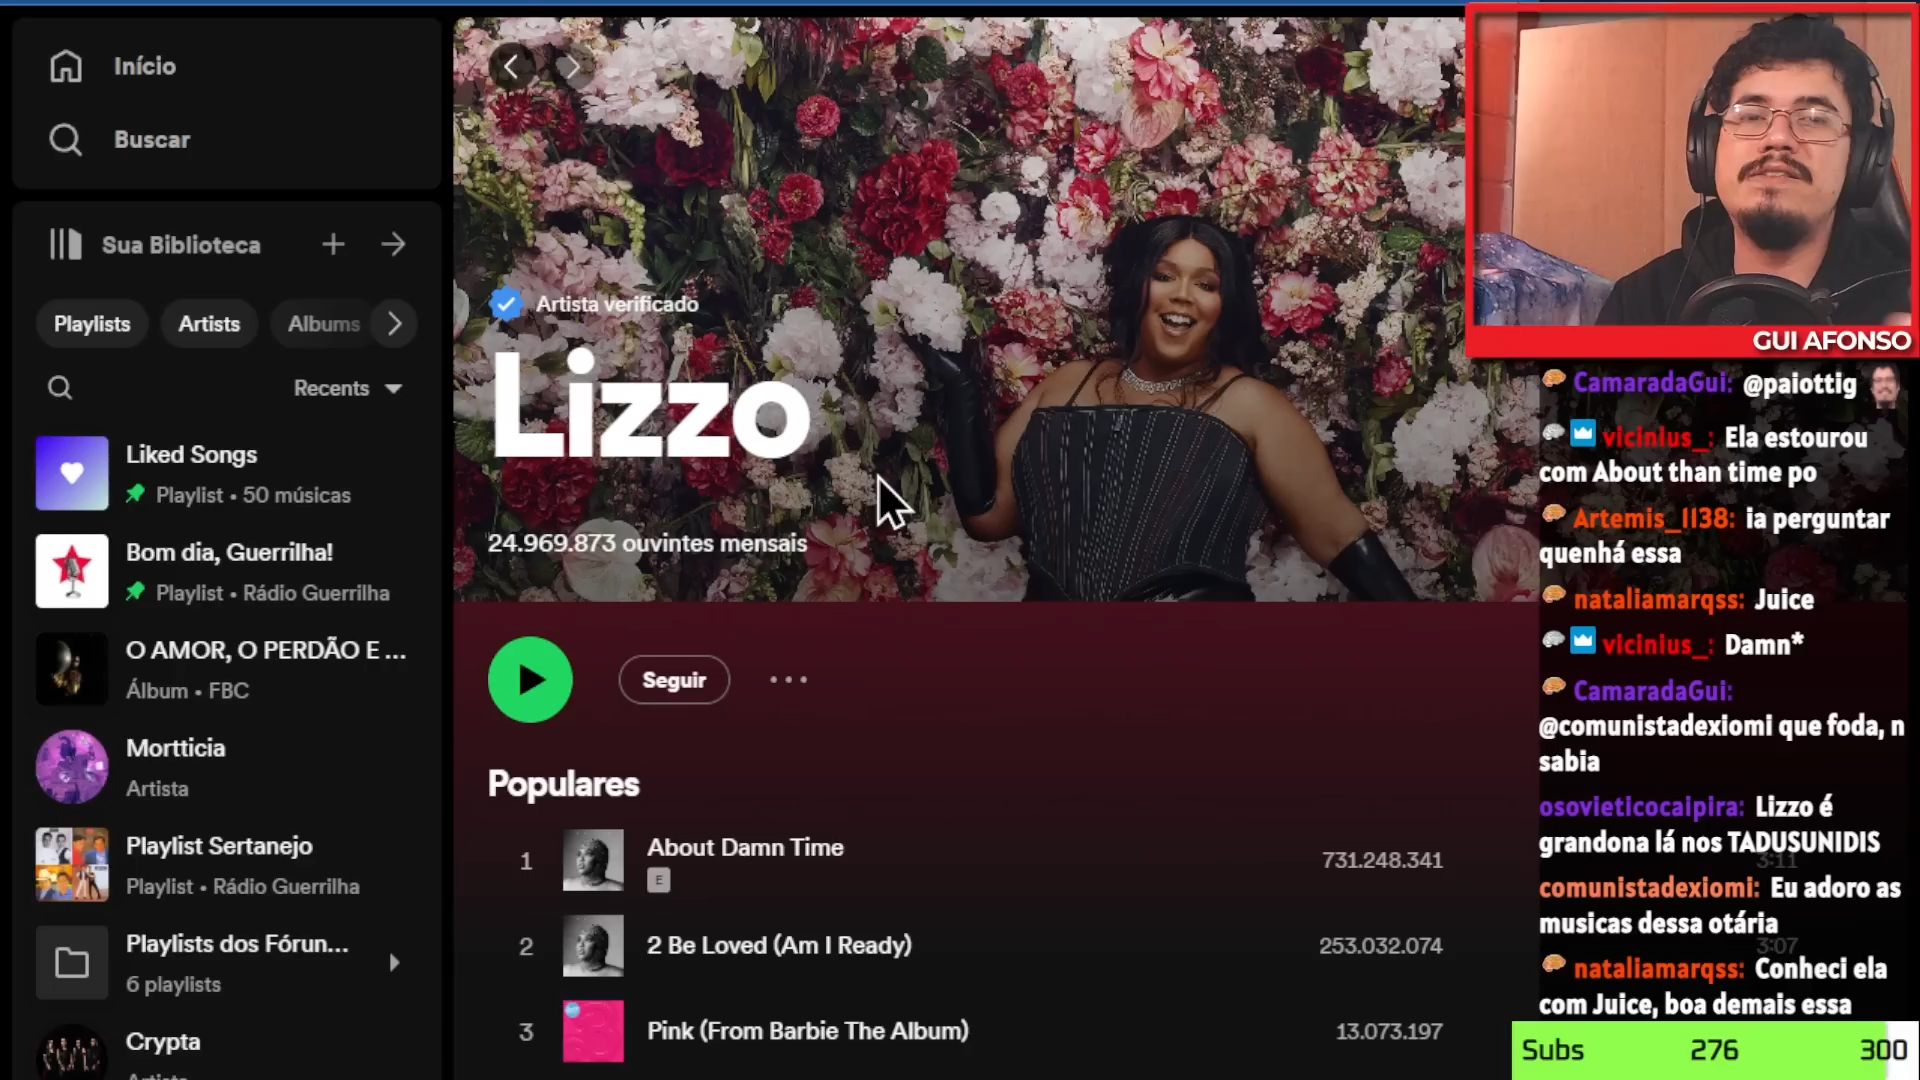 Início
Buscar
Sua Biblioteca
Playlists
Artists
Albums
Recents
Liked Songs
Playlist • 50 músicas
Bom dia, Guerrilha!
Playlist • Rádio Guerrilha
O AMOR, O PERDÃO E ...
Álbum • FBC
Mortticia
Artista
Playlist Sertanejo
Playlist • Rádio Guerrilha
Playlists dos Fórun...
6 playlists
Crypta
Artista verificado
Lizzo
24.969.873 ouvintes mensais
Seguir
Populares
1 About Damn Time 731.248.341 3:11
E
2 2 Be Loved (Am I Ready) 253.032.074 3:07
3 Pink (From Barbie The Album) 13.073.197
GUI AFONSO
CamaradaGui: @paiottig
vicinius_: Ela estourou
com About than time po
Artemis_1138: ia perguntar
quenhá essa
nataliamarqss: Juice
vicinius_: Damn*
CamaradaGui:
@comunistadexiomi que foda, n
sabia
osovieticocaipira: Lizzo é
grandona lá nos TADUSUNIDIS
comunistadexiomi: Eu adoro as
musicas dessa otária
nataliamarqss: Conheci ela
com Juice, boa demais essa
Subs 276 300